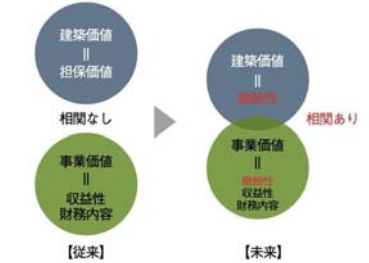 建築価値
||
担保価値
相関なし
事業価値
||
収益性
財務内容
【従来】
建築価値
||
継続性
相関あり
事業価値
||
継続性
収益性
財務内容
【未来】